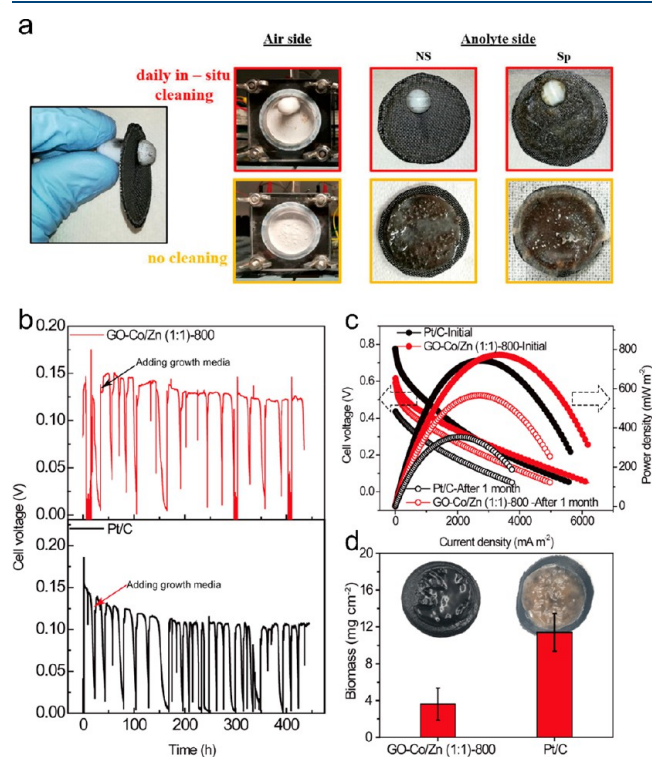 a
Air side
Anolyte side
NS
Sp
daily in – situ
cleaning
no cleaning
b
0.20
GO-Co/Zn (1:1)-800
Adding growth media
0.15
0.10
0.05
0.00
0.20
Pt/C
Adding growth media
0.15
0.10
0.05
0.00
Cell voltage (V)
0
100
200
300
400
Time (h)
c
Pt/C-Initial
GO-Co/Zn (1:1)-800-Initial
Pt/C-After 1 month
GO-Co/Zn (1:1)-800 -After 1 month
0.8
0.6
0.4
0.2
0.0
Cell voltage (V)
800
600
400
200
0
Power density (mW m⁻²)
0
2000
4000
6000
Current density (mA m⁻²)
d
20
16
12
8
4
0
Biomass (mg cm⁻²)
GO-Co/Zn (1:1)-800
Pt/C